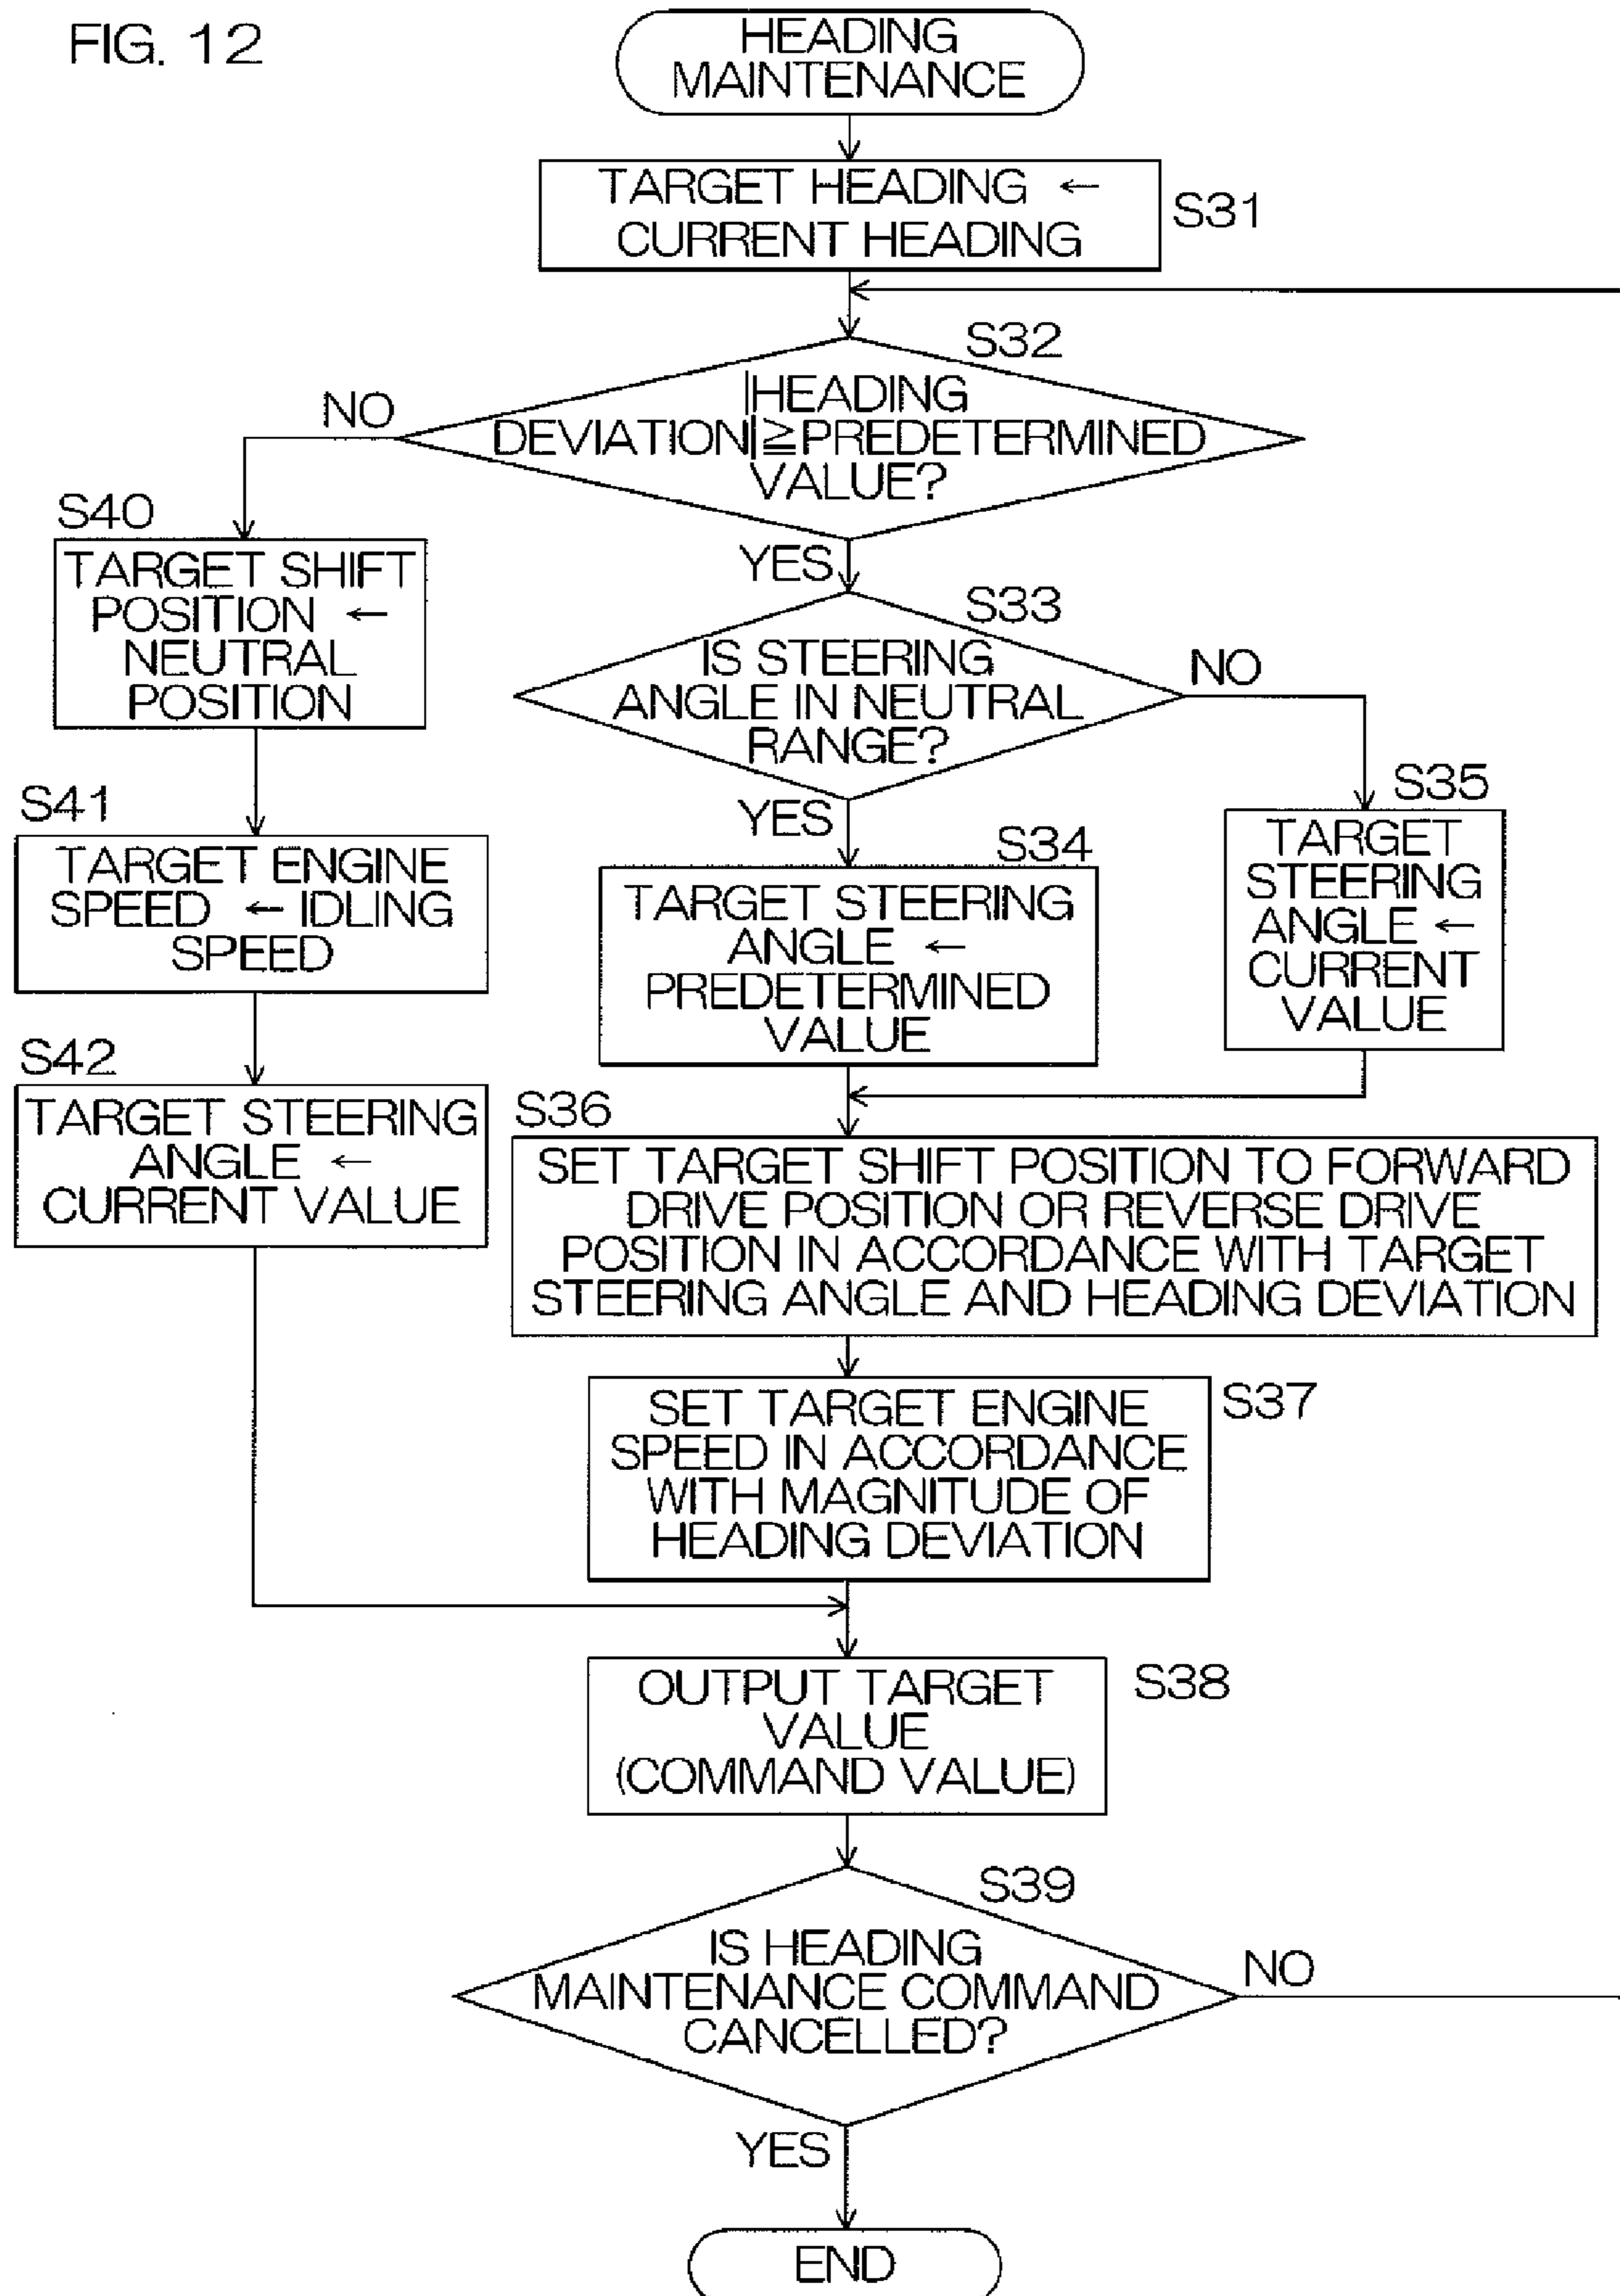 FIG. 12
HEADING
MAINTENANCE
TARGET HEADING ←
CURRENT HEADING
S31
S32
|HEADING
DEVIATION|≧PREDETERMINED
VALUE?
NO
YES
S40
TARGET SHIFT
POSITION ←
NEUTRAL
POSITION
S33
IS STEERING
ANGLE IN NEUTRAL
RANGE?
NO
YES
S41
TARGET ENGINE
SPEED ← IDLING
SPEED
S34
TARGET STEERING
ANGLE ←
PREDETERMINED
VALUE
S35
TARGET
STEERING
ANGLE ←
CURRENT
VALUE
S42
TARGET STEERING
ANGLE ←
CURRENT VALUE
S36
SET TARGET SHIFT POSITION TO FORWARD
DRIVE POSITION OR REVERSE DRIVE
POSITION IN ACCORDANCE WITH TARGET
STEERING ANGLE AND HEADING DEVIATION
SET TARGET ENGINE
SPEED IN ACCORDANCE
WITH MAGNITUDE OF
HEADING DEVIATION
S37
OUTPUT TARGET
VALUE
(COMMAND VALUE)
S38
S39
IS HEADING
MAINTENANCE COMMAND
CANCELLED?
NO
YES
END